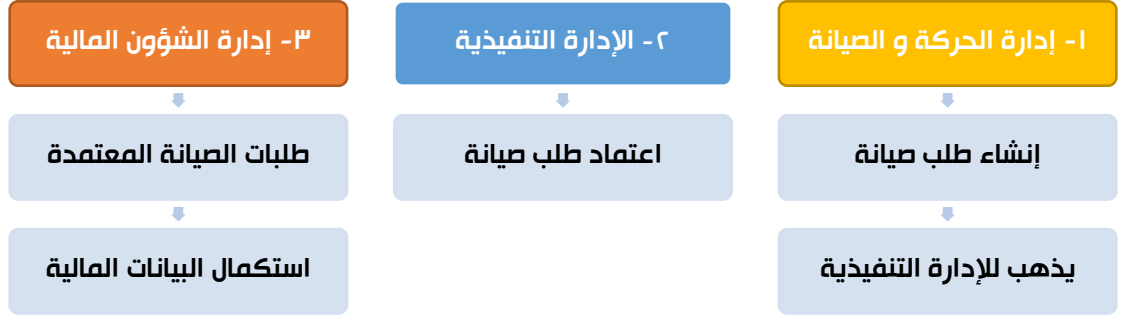 ١- إدارة الحركة و الصيانة
إنشاء طلب صيانة
يذهب للإدارة التنفيذية
٢- الإدارة التنفيذية
اعتماد طلب صيانة
٣- إدارة الشؤون المالية
طلبات الصيانة المعتمدة
استكمال البيانات المالية